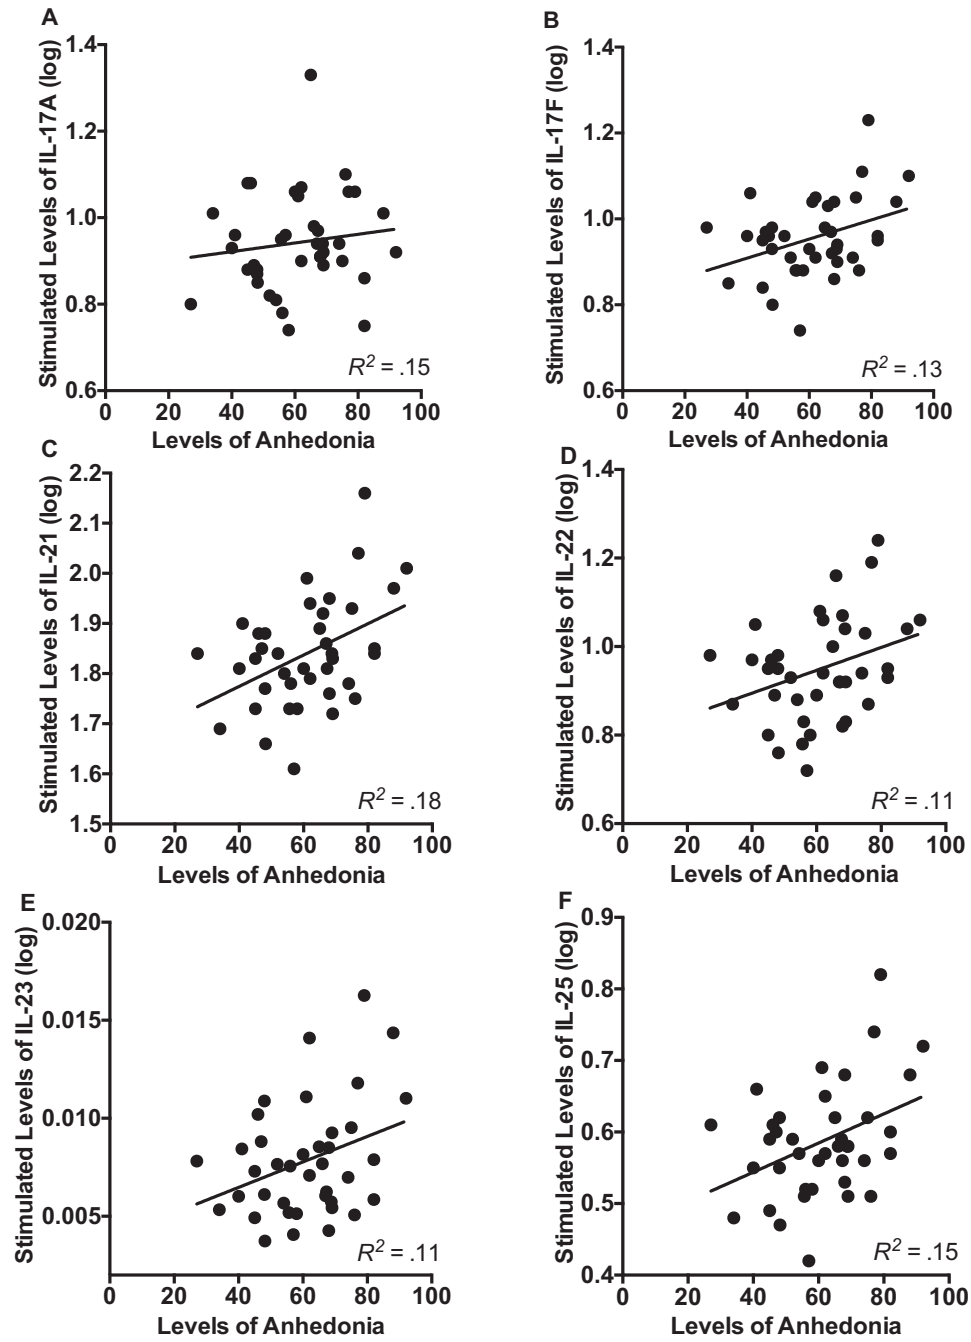 A
Stimulated Levels of IL-17A (log)
1.4
1.2
1.0
0.8
0.6
0 20 40 60 80 100
Levels of Anhedonia
R² = .15
B
Stimulated Levels of IL-17F (log)
1.4
1.2
1.0
0.8
0.6
0 20 40 60 80 100
Levels of Anhedonia
R² = .13
C
Stimulated Levels of IL-21 (log)
2.2
2.1
2.0
1.9
1.8
1.7
1.6
1.5
0 20 40 60 80 100
Levels of Anhedonia
R² = .18
D
Stimulated Levels of IL-22 (log)
1.4
1.2
1.0
0.8
0.6
0 20 40 60 80 100
Levels of Anhedonia
R² = .11
E
Stimulated Levels of IL-23 (log)
0.020
0.015
0.010
0.005
0 20 40 60 80 100
Levels of Anhedonia
R² = .11
F
Stimulated Levels of IL-25 (log)
0.9
0.8
0.7
0.6
0.5
0.4
0 20 40 60 80 100
Levels of Anhedonia
R² = .15